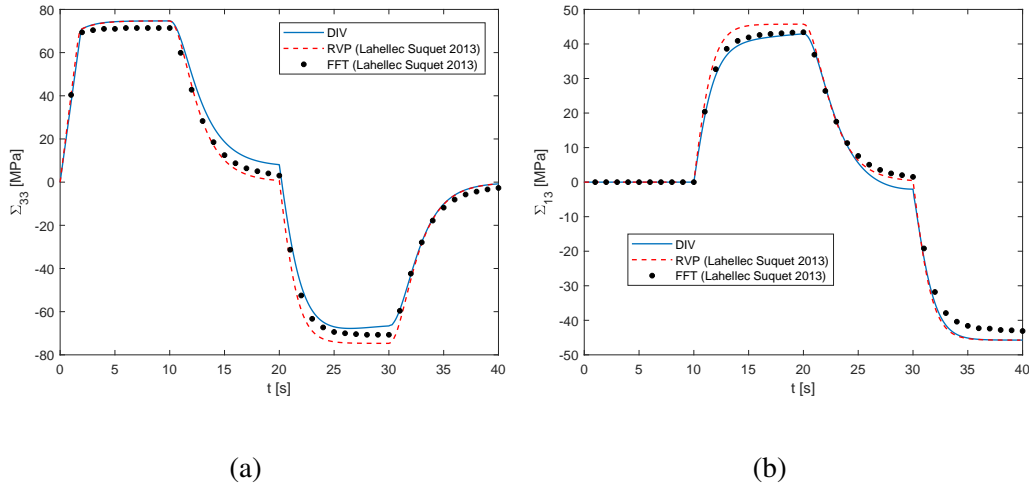 80
60
40
20
0
-20
-40
-60
-80
Σ33 [MPa]
0 5 10 15 20 25 30 35 40
t [s]
DIV
RVP (Lahellec Suquet 2013)
FFT (Lahellec Suquet 2013)
(a)
50
40
30
20
10
0
-10
-20
-30
-40
-50
Σ13 [MPa]
0 5 10 15 20 25 30 35 40
t [s]
DIV
RVP (Lahellec Suquet 2013)
FFT (Lahellec Suquet 2013)
(b)